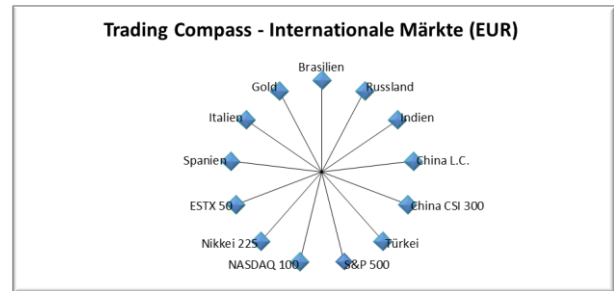 Trading Compass - Internationale Märkte (EUR)
Brasilien
Russland
Indien
China L.C.
China CSI 300
Türkei
S&P 500
NASDAQ 100
Nikkei 225
ESTX 50
Spanien
Italien
Gold